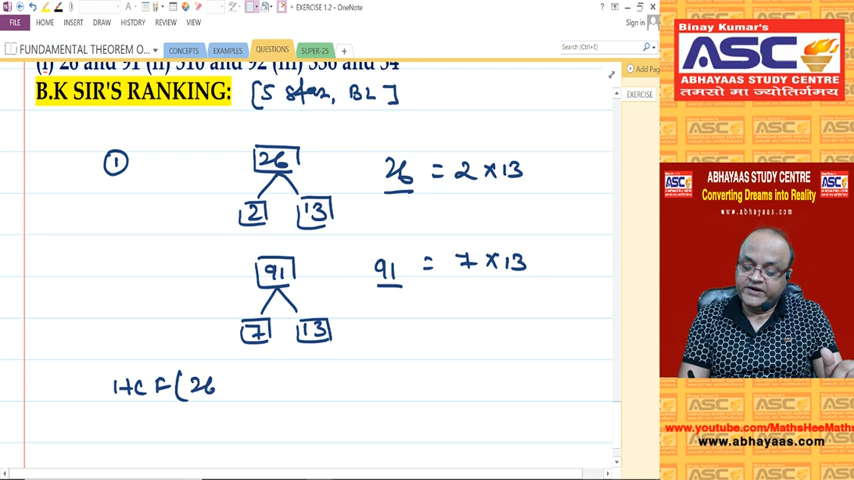 EXERCISE 1.2 - OneNote
FILE HOME INSERT DRAW HISTORY REVIEW VIEW
Sign in
FUNDAMENTAL THEOREM O... CONCEPTS EXAMPLES QUESTIONS SUPER-25 +
Search (Ctrl+E)
Add Pag
EXERCISE
(i) 26 and 91 (ii) 510 and 92 (iii) 336 and 54
B.K SIR'S RANKING: [5 star, BL]
1 26 26 = 2 × 13
2 13
91 91 = 7 × 13
7 13
HCF(26
Binay Kumar's
ASC
ABHAYAAS STUDY CENTRE
तमसो मा ज्योतिर्गमय
ABHAYAAS STUDY CENTRE
Converting Dreams into Reality
www.abhyaas.com
www.youtube.com/MathsHeeMaths
www.abhayaas.com